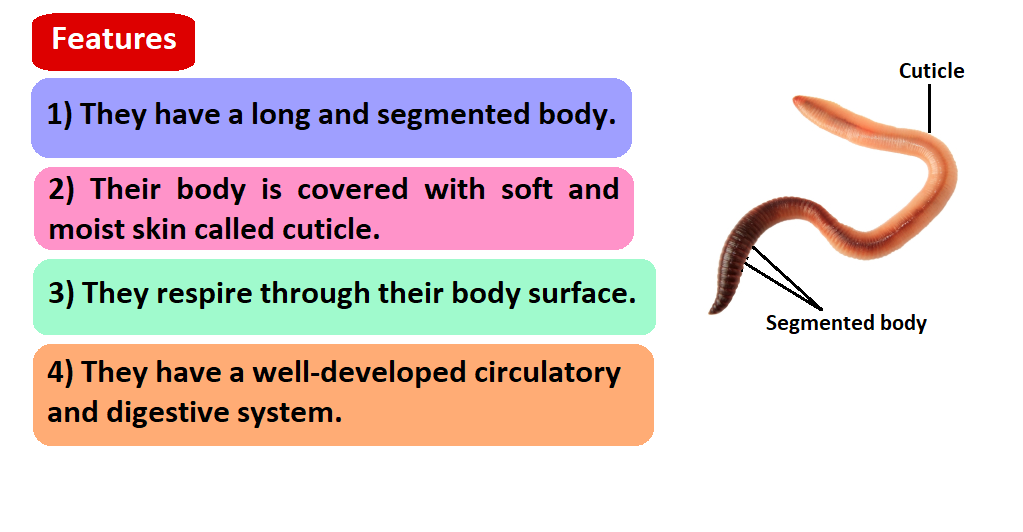 Features
1) They have a long and segmented body.
2) Their body is covered with soft and
moist skin called cuticle.
3) They respire through their body surface.
4) They have a well-developed circulatory
and digestive system.
Cuticle
Segmented body